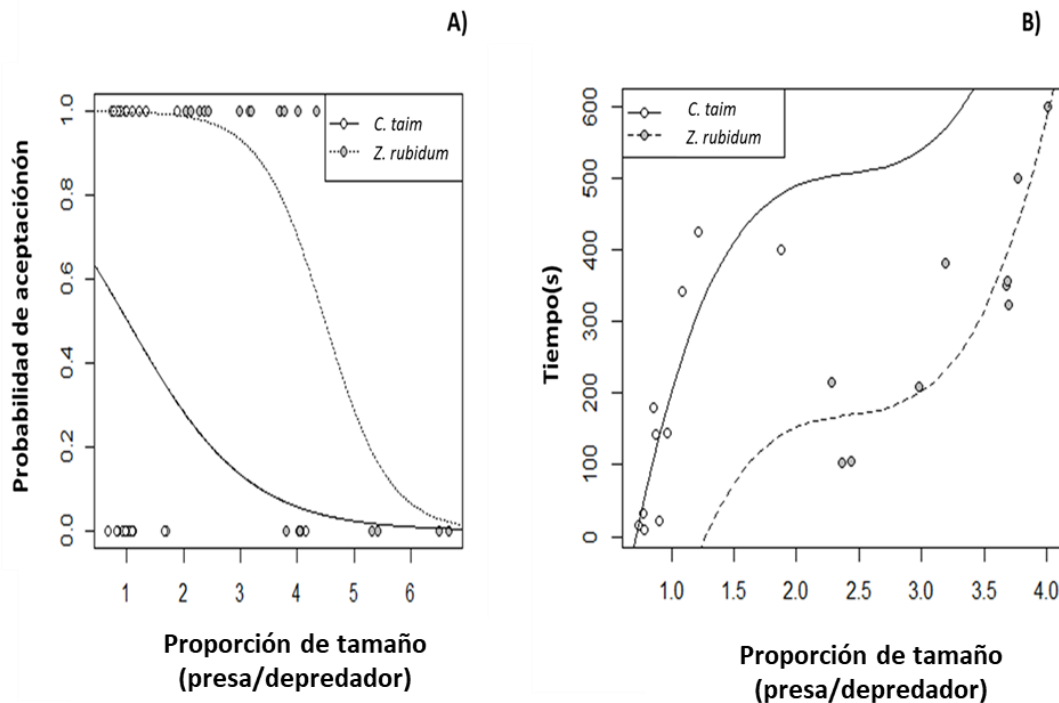 A)
Probabilidad de aceptaciónón
1.0
0.8
0.6
0.4
0.2
0.0
C. taim
Z. rubidum
1 2 3 4 5 6
Proporción de tamaño
(presa/depredador)
B)
Tiempo(s)
600
500
400
300
200
100
0
C. taim
Z. rubidum
1.0 1.5 2.0 2.5 3.0 3.5 4.0
Proporción de tamaño
(presa/depredador)